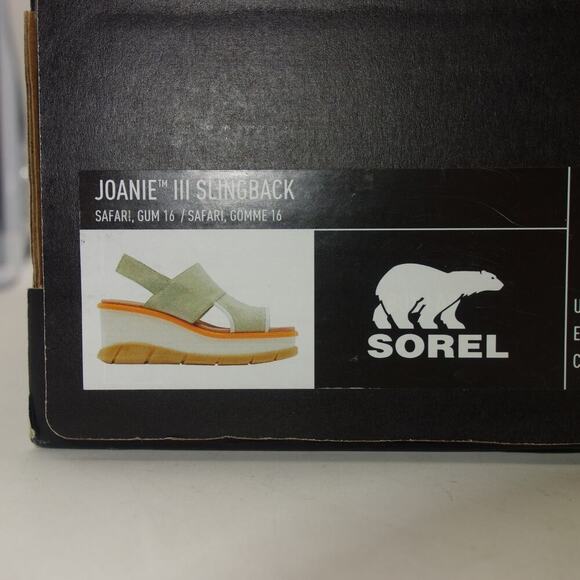 JOANIE™ III SLINGBACK
SAFARI, GUM 16 / SAFARI, GOMME 16
SOREL
U
E
C